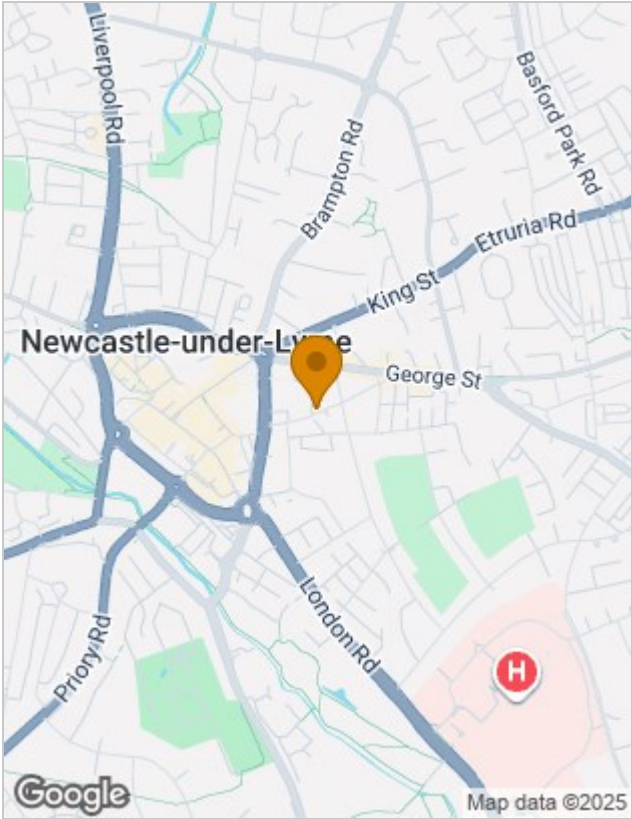 Liverpool Rd
Basford Park Rd
Brampton Rd
Etruria Rd
King St
Newcastle-under-Lyme
George St
London Rd
Priory Rd
H
Google
Map data ©2025